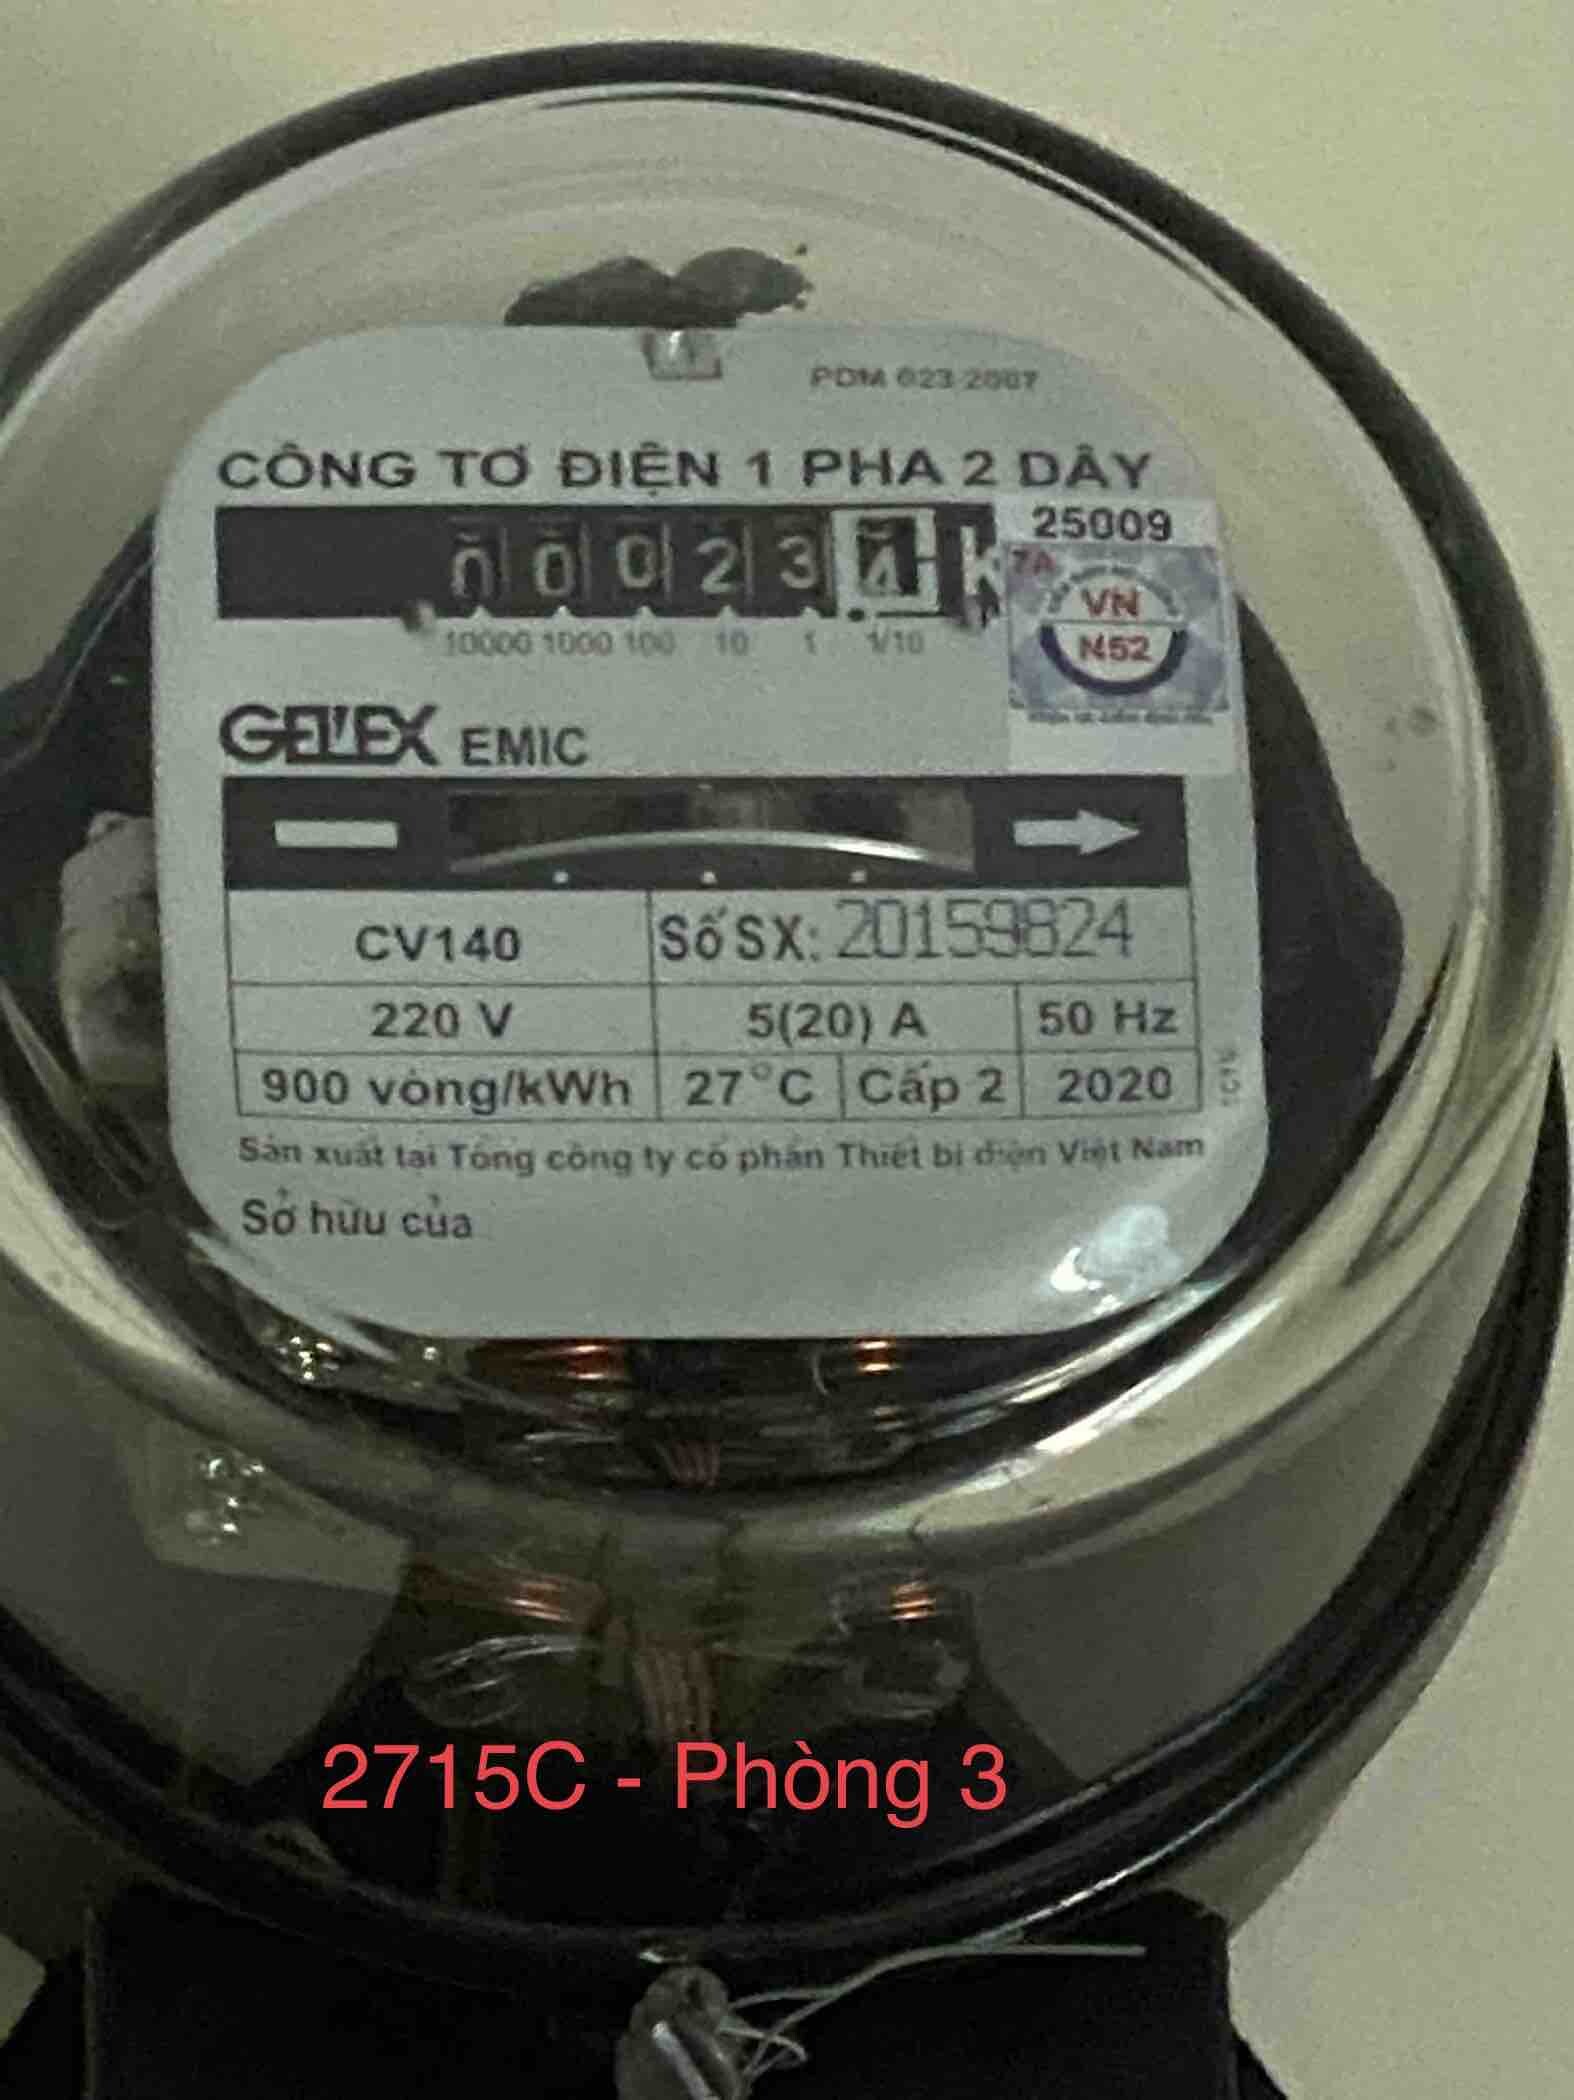 PDM 023 2007
CÔNG TƠ ĐIỆN 1 PHA 2 DÂY
0 0 0 2 3 4 k
25009
10000 1000 100 10 1 1/10
7A
VN
N52
GELEX EMIC
CV140 Số SX: 20159824
220 V 5(20) A 50 Hz
900 vòng/kWh 27°C Cấp 2 2020
Sản xuất tại Tổng công ty cổ phần Thiết bị điện Việt Nam
Sở hữu của
2715C - Phòng 3